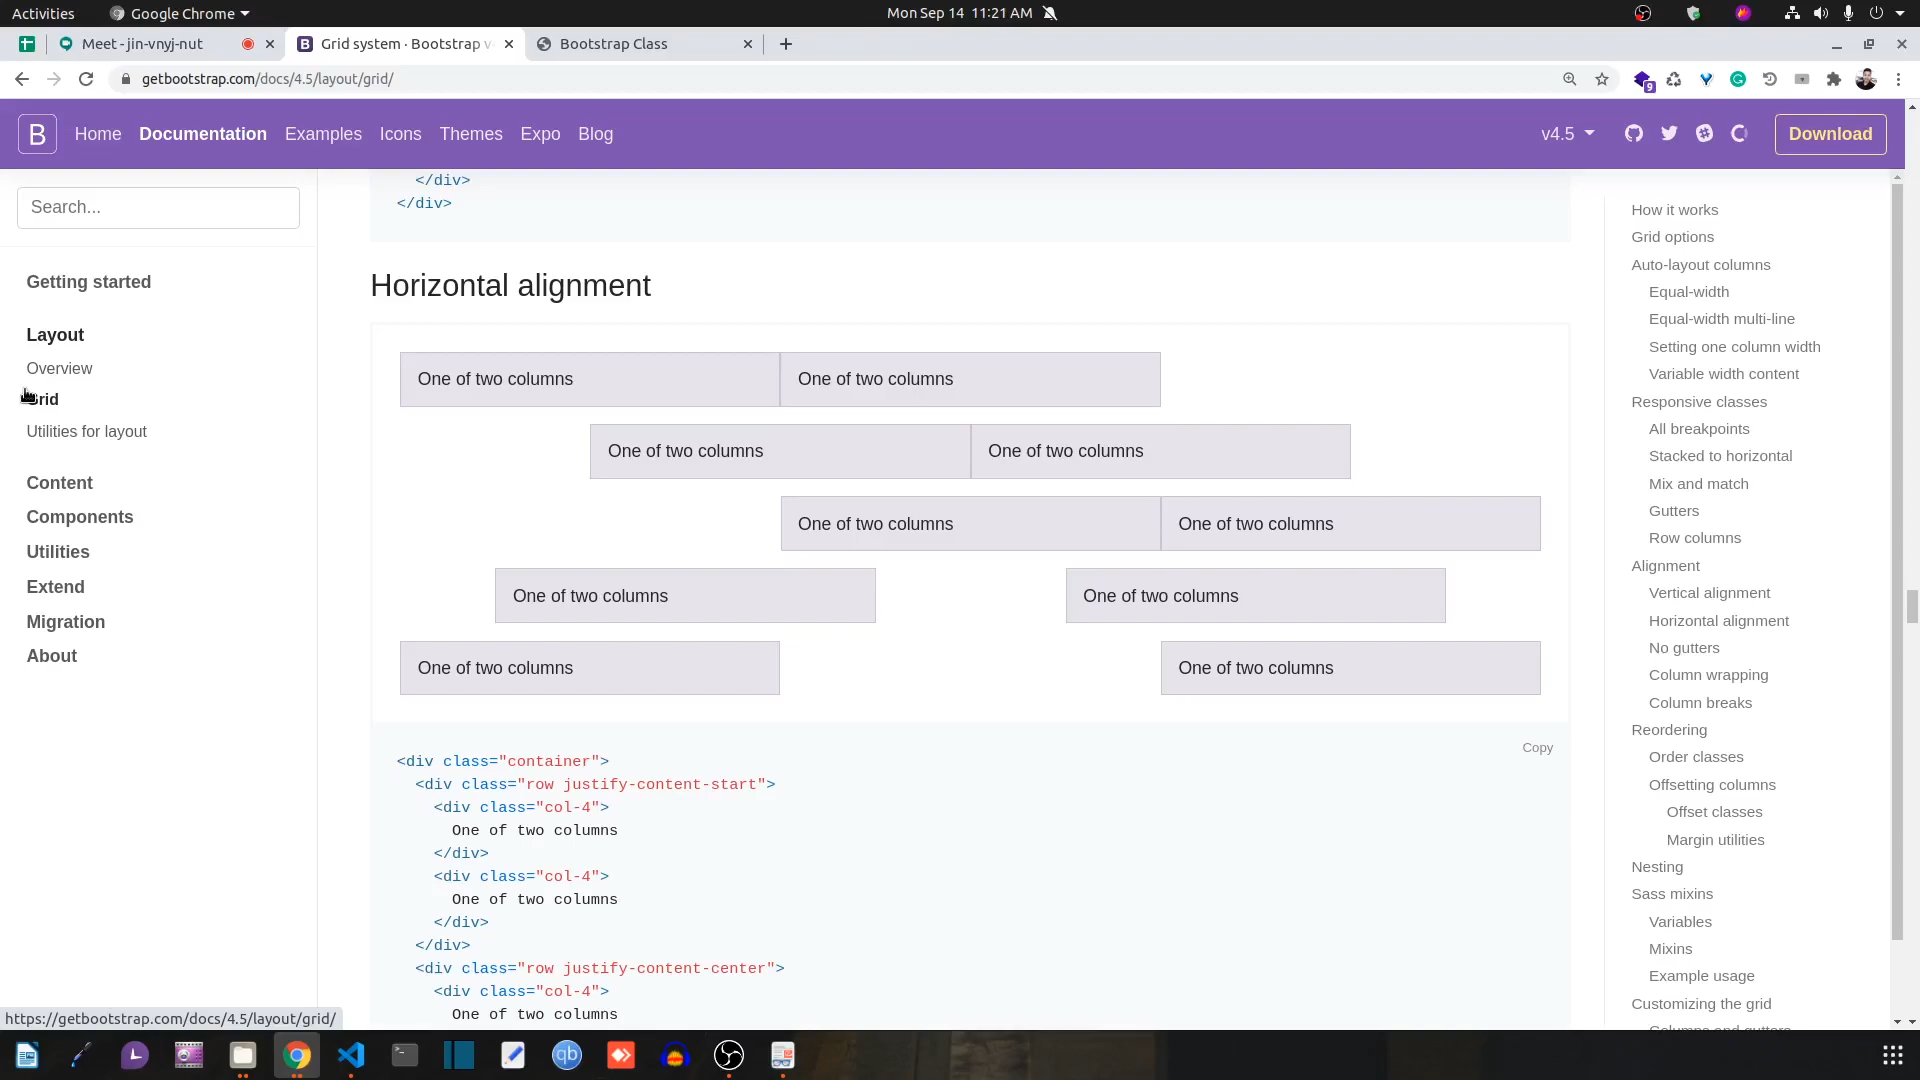 Activities
Google Chrome
Mon Sep 14 11:21 AM
Meet - jin-vnyj-nut
Grid system · Bootstrap v
Bootstrap Class
getbootstrap.com/docs/4.5/layout/grid/
9
B
Home
Documentation
Examples
Icons
Themes
Expo
Blog
v4.5
Download
Search...
Getting started
Layout
Overview
Grid
Utilities for layout
Content
Components
Utilities
Extend
Migration
About
</div>
</div>
Horizontal alignment
One of two columns
One of two columns
One of two columns
One of two columns
One of two columns
One of two columns
One of two columns
One of two columns
One of two columns
One of two columns
Copy
<div class="container">
<div class="row justify-content-start">
<div class="col-4">
One of two columns
</div>
<div class="col-4">
One of two columns
</div>
</div>
<div class="row justify-content-center">
<div class="col-4">
One of two columns
How it works
Grid options
Auto-layout columns
Equal-width
Equal-width multi-line
Setting one column width
Variable width content
Responsive classes
All breakpoints
Stacked to horizontal
Mix and match
Gutters
Row columns
Alignment
Vertical alignment
Horizontal alignment
No gutters
Column wrapping
Column breaks
Reordering
Order classes
Offsetting columns
Offset classes
Margin utilities
Nesting
Sass mixins
Variables
Mixins
Example usage
Customizing the grid
Columns and gutters
https://getbootstrap.com/docs/4.5/layout/grid/
qb